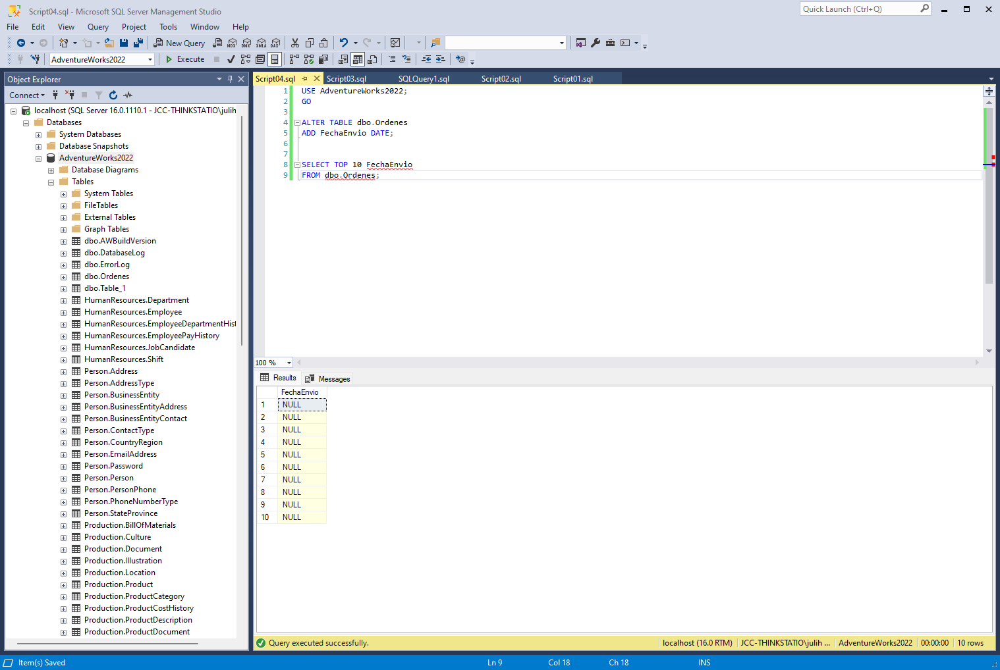 Script04.sql - Microsoft SQL Server Management Studio
Quick Launch (Ctrl+Q)
File Edit View Query Project Tools Window Help
New Query MDX DMX XMLA DAX
AdventureWorks2022 Execute
Object Explorer
Connect
localhost (SQL Server 16.0.1110.1 - JCC-THINKSTATIO\julih
Databases
System Databases
Database Snapshots
AdventureWorks2022
Database Diagrams
Tables
System Tables
FileTables
External Tables
Graph Tables
dbo.AWBuildVersion
dbo.DatabaseLog
dbo.ErrorLog
dbo.Ordenes
dbo.Table_1
HumanResources.Department
HumanResources.Employee
HumanResources.EmployeeDepartmentHist
HumanResources.EmployeePayHistory
HumanResources.JobCandidate
HumanResources.Shift
Person.Address
Person.AddressType
Person.BusinessEntity
Person.BusinessEntityAddress
Person.BusinessEntityContact
Person.ContactType
Person.CountryRegion
Person.EmailAddress
Person.Password
Person.Person
Person.PersonPhone
Person.PhoneNumberType
Person.StateProvince
Production.BillOfMaterials
Production.Culture
Production.Document
Production.Illustration
Production.Location
Production.Product
Production.ProductCategory
Production.ProductCostHistory
Production.ProductDescription
Production.ProductDocument
Script04.sql Script03.sql SQLQuery1.sql Script02.sql Script01.sql
1 USE AdventureWorks2022;
2 GO
3
4 ALTER TABLE dbo.Ordenes
5 ADD FechaEnvio DATE;
6
7
8 SELECT TOP 10 FechaEnvio
9 FROM dbo.Ordenes;
100 %
Results Messages
FechaEnvio
1 NULL
2 NULL
3 NULL
4 NULL
5 NULL
6 NULL
7 NULL
8 NULL
9 NULL
10 NULL
Query executed successfully. localhost (16.0 RTM) JCC-THINKSTATIO\julih ... AdventureWorks2022 00:00:00 10 rows
Item(s) Saved Ln 9 Col 18 Ch 18 INS